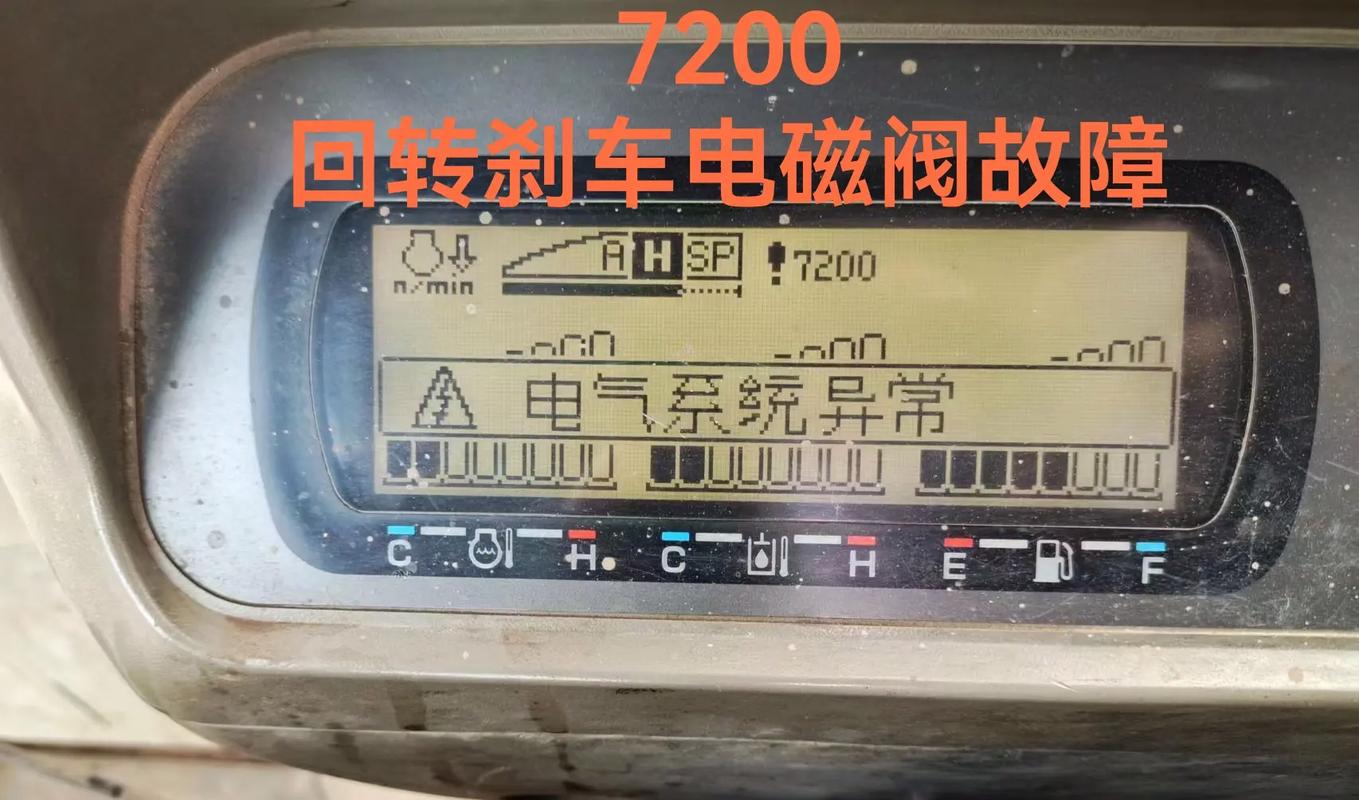 7200
回转刹车电磁阀故障
A H SP !7200
n/min
电气系统异常
C H C H E F